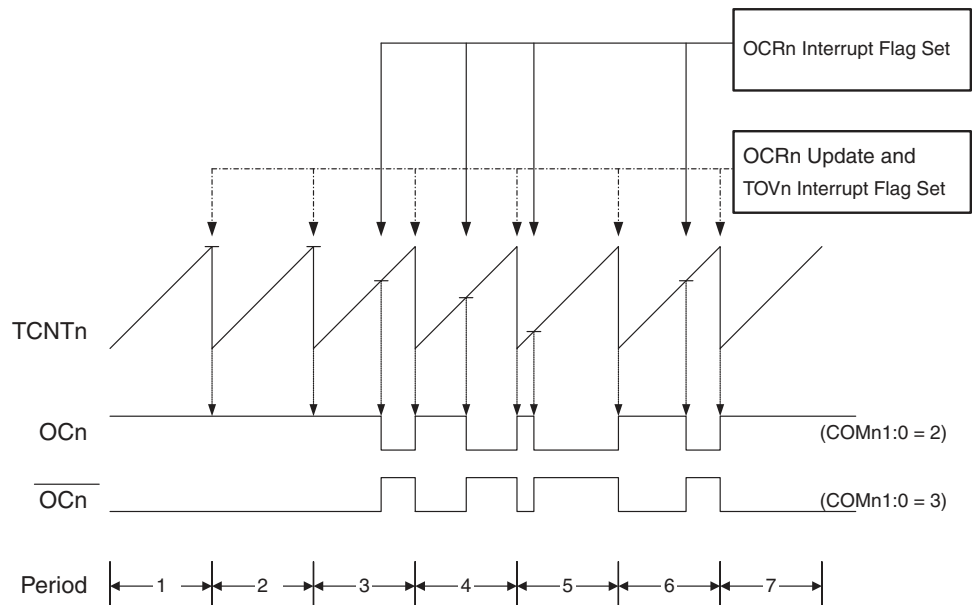 OCRn Interrupt Flag Set
OCRn Update and
TOVn Interrupt Flag Set
TCNTn
OCn
(COMn1:0 = 2)
OCn
(COMn1:0 = 3)
Period
1
2
3
4
5
6
7